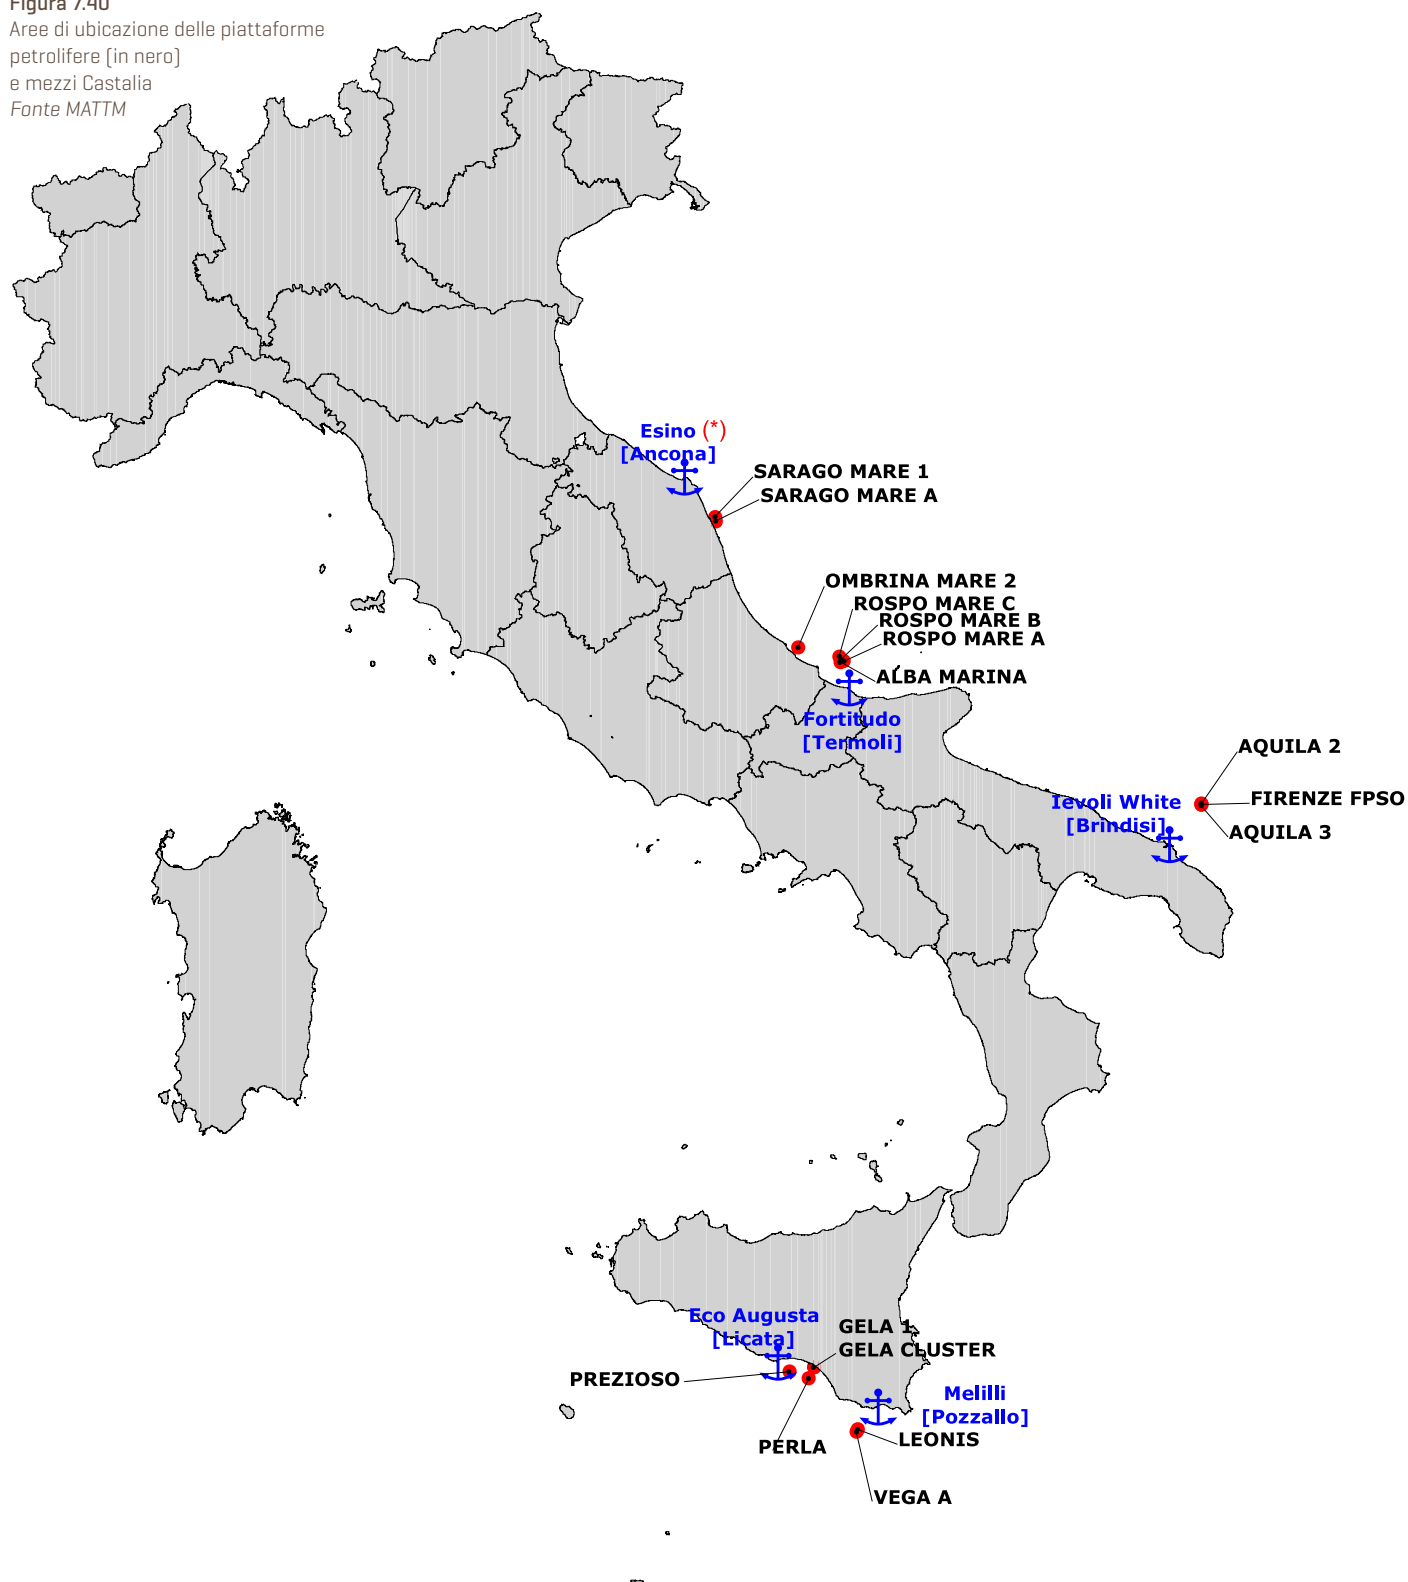 Figura 7.40
Aree di ubicazione delle piattaforme
petrolifere (in nero)
e mezzi Castalia
Fonte MATTM
Esino (*)
[Ancona]
SARAGO MARE 1
SARAGO MARE A
OMBRINA MARE 2
ROSPO MARE C
ROSPO MARE B
ROSPO MARE A
ALBA MARINA
Fortitudo
[Termoli]
AQUILA 2
FIRENZE FPSO
AQUILA 3
Ievoli White
[Brindisi]
Eco Augusta
[Licata]
GELA 1
GELA CLUSTER
PREZIOSO
PERLA
Melilli
[Pozzallo]
LEONIS
VEGA A